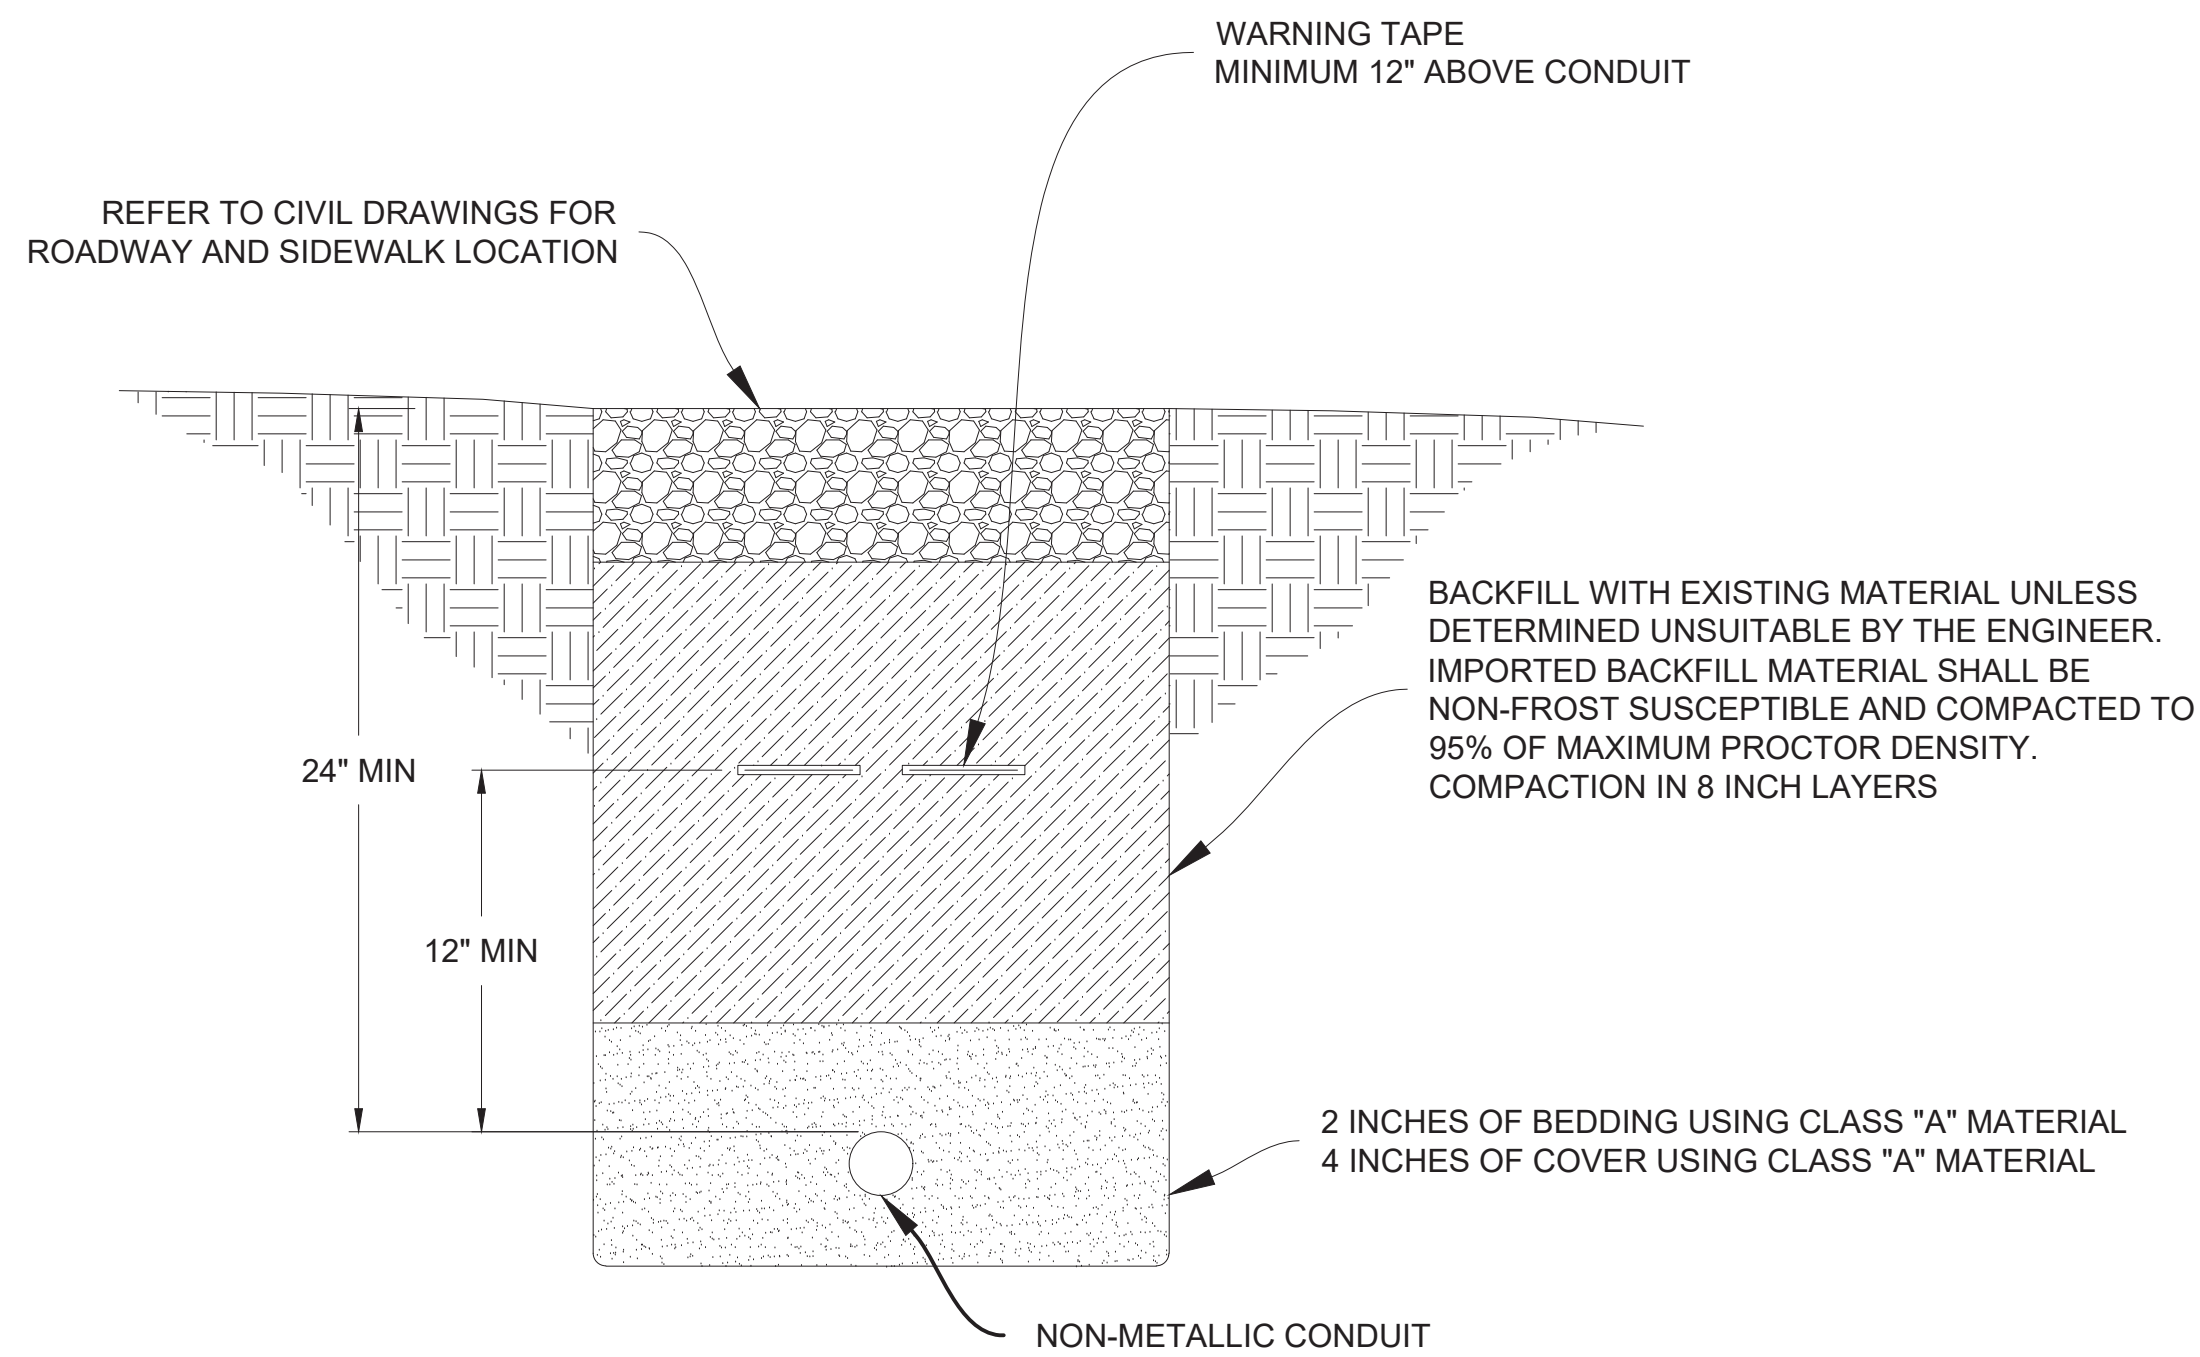 WARNING TAPE
MINIMUM 12" ABOVE CONDUIT
REFER TO CIVIL DRAWINGS FOR
ROADWAY AND SIDEWALK LOCATION
BACKFILL WITH EXISTING MATERIAL UNLESS
DETERMINED UNSUITABLE BY THE ENGINEER.
IMPORTED BACKFILL MATERIAL SHALL BE
NON-FROST SUSCEPTIBLE AND COMPACTED TO
95% OF MAXIMUM PROCTOR DENSITY.
COMPACTION IN 8 INCH LAYERS
24" MIN
12" MIN
2 INCHES OF BEDDING USING CLASS "A" MATERIAL
4 INCHES OF COVER USING CLASS "A" MATERIAL
NON-METALLIC CONDUIT